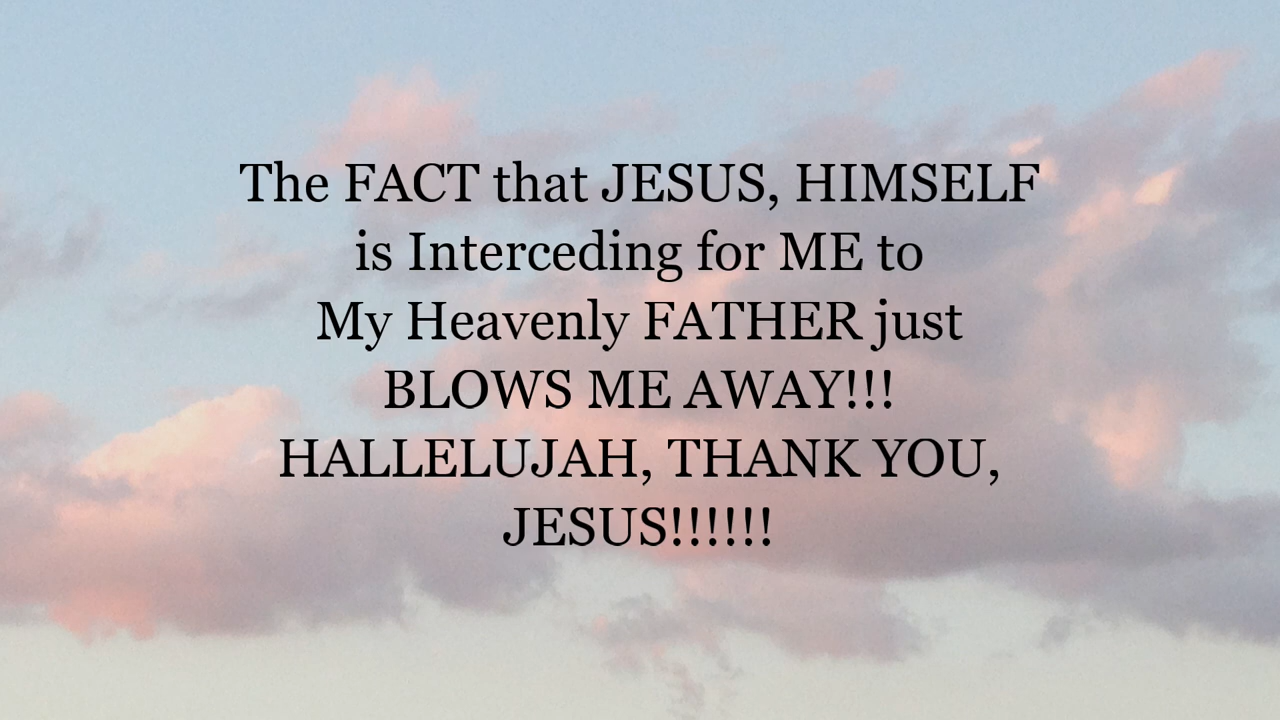 The FACT that JESUS, HIMSELF
is Interceding for ME to
My Heavenly FATHER just
BLOWS ME AWAY!!!
HALLELUJAH, THANK YOU,
JESUS!!!!!!